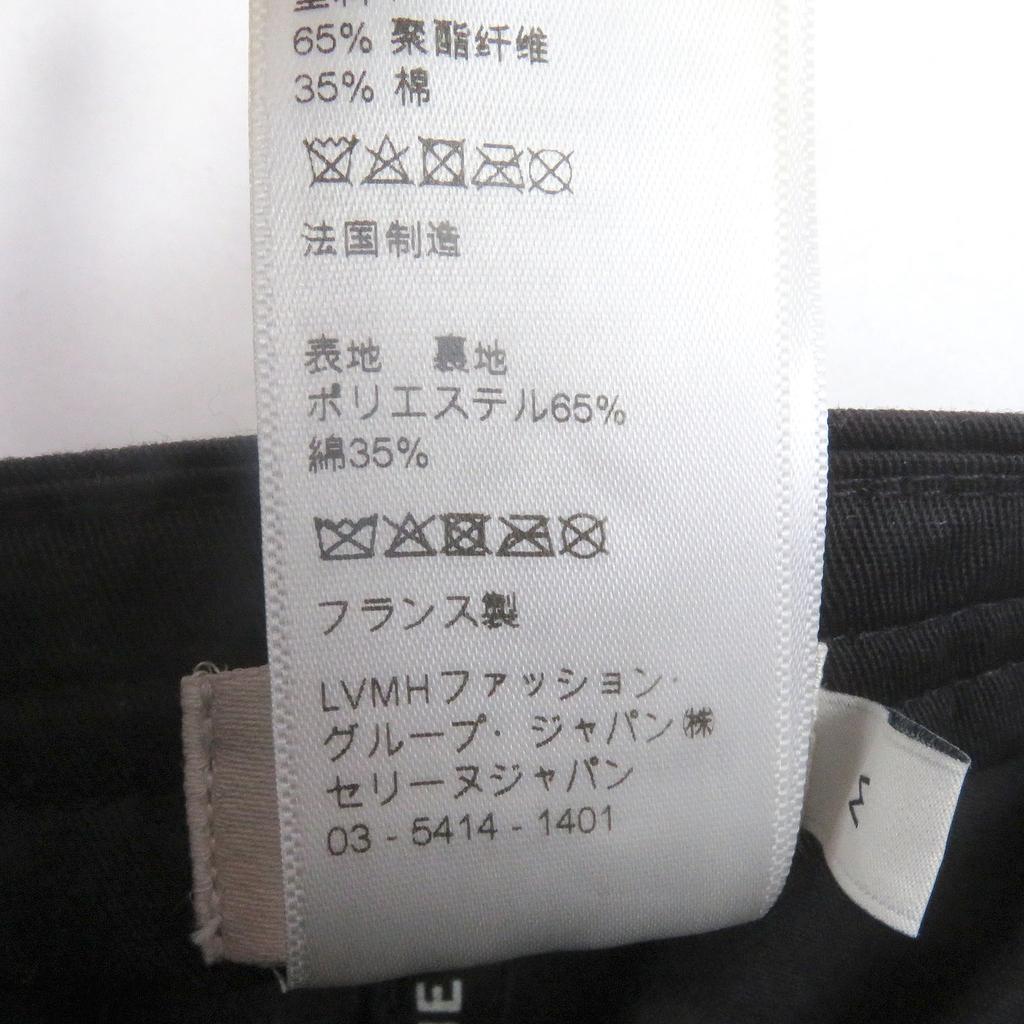 65% 聚酯纤维
35% 棉
法国制造
表地 裏地
ポリエステル65%
綿35%
フランス製
LVMHファッション・
グループ・ジャパン㈱
セリーヌジャパン
03 - 5414 - 1401
M
E